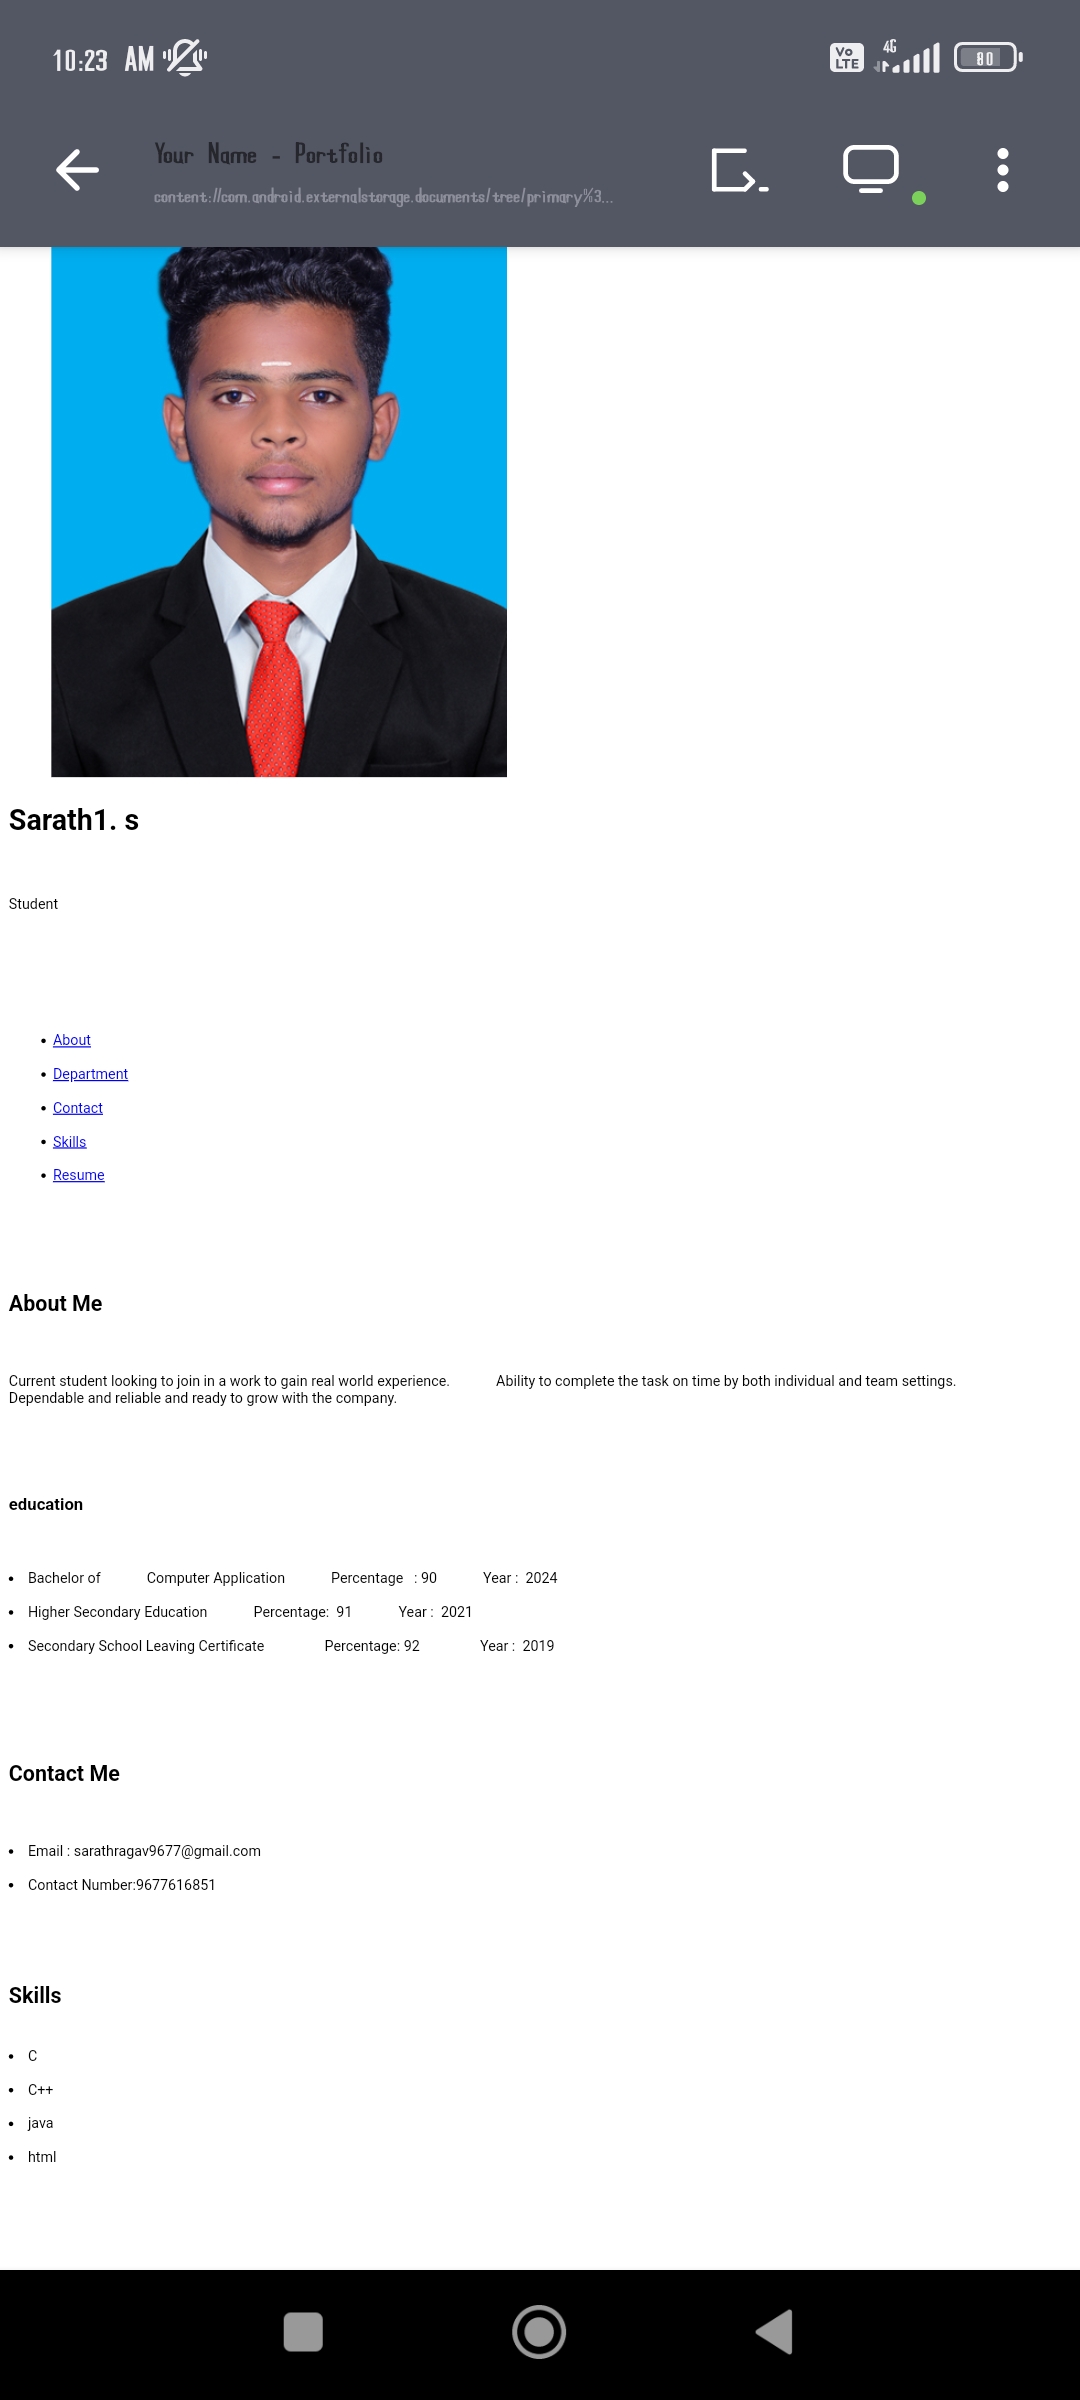 10:23 AM
Vo LTE 4G 80
Your Name - Portfolio
content://com.android.externalstorage.documents/tree/primary%3...
Sarath1. s
Student
• About
• Department
• Contact
• Skills
• Resume
About Me
Current student looking to join in a work to gain real world experience. Ability to complete the task on time by both individual and team settings.
Dependable and reliable and ready to grow with the company.
education
• Bachelor of Computer Application Percentage : 90 Year : 2024
• Higher Secondary Education Percentage: 91 Year : 2021
• Secondary School Leaving Certificate Percentage: 92 Year : 2019
Contact Me
• Email : sarathragav9677@gmail.com
• Contact Number:9677616851
Skills
• C
• C++
• java
• html